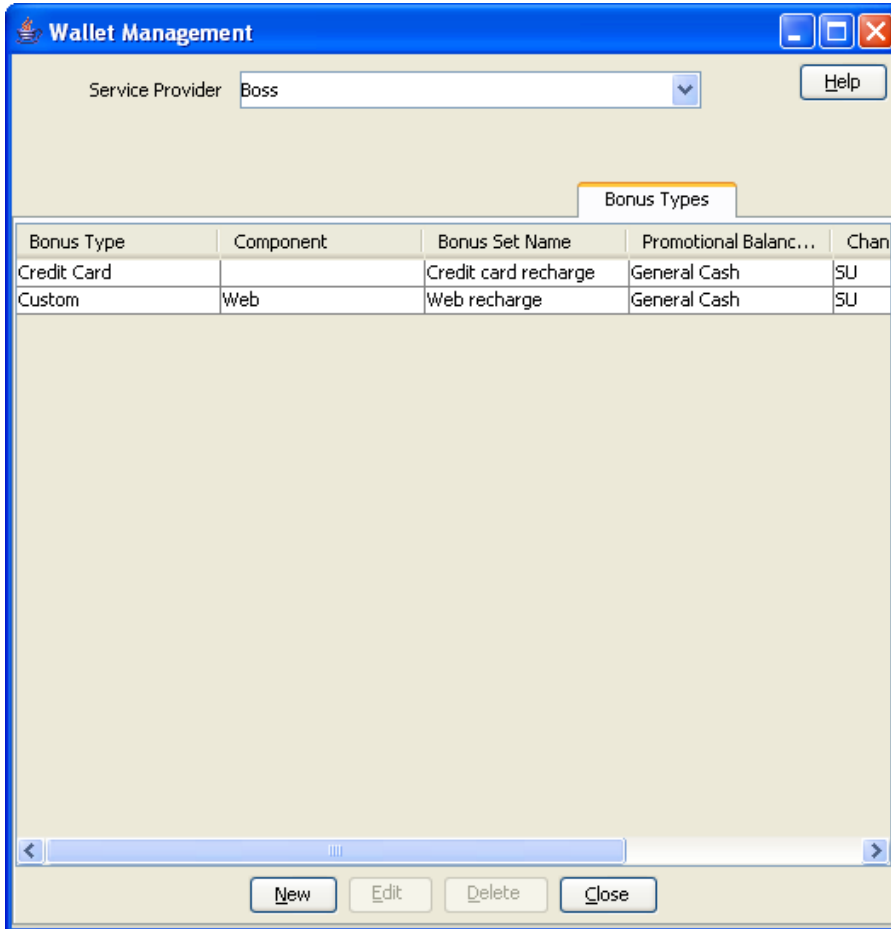 Wallet Management
Service Provider Boss Help
Bonus Types
Bonus Type Component Bonus Set Name Promotional Balanc... Chan
Credit Card Credit card recharge General Cash SU
Custom Web Web recharge General Cash SU
New Edit Delete Close